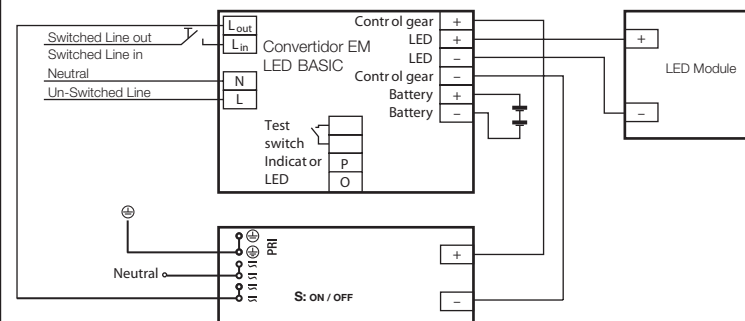 Switched Line out
Switched Line in
Neutral
Un-Switched Line
Lout
Lin
N
L
Convertidor EM
LED BASIC
Control gear +
LED +
LED –
Control gear –
Battery +
Battery –
Test
switch
Indicator
LED
P
O
+
–
LED Module
PRI
Neutral
S: ON / OFF
+
–